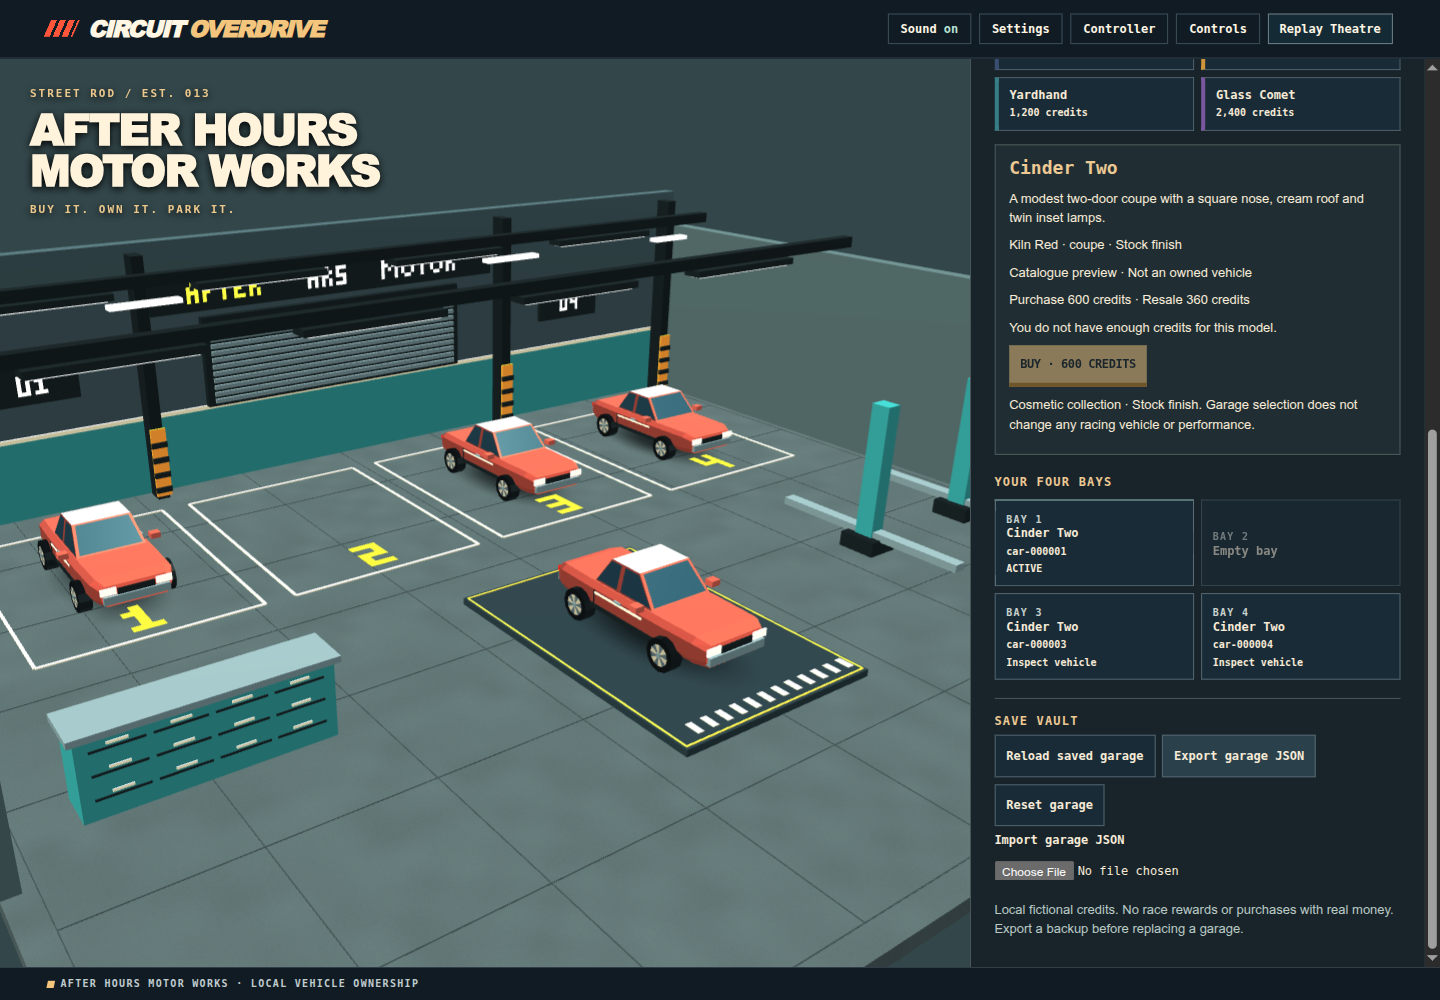 CIRCUIT OVERDRIVE
Sound on
Settings
Controller
Controls
Replay Theatre
STREET ROD / EST. 013
AFTER HOURS
MOTOR WORKS
BUY IT. OWN IT. PARK IT.
AFTER
MOTOR
04
01
1
2
3
4
Yardhand
1,200 credits
Glass Comet
2,400 credits
Cinder Two
A modest two-door coupe with a square nose, cream roof and
twin inset lamps.
Kiln Red · coupe · Stock finish
Catalogue preview · Not an owned vehicle
Purchase 600 credits · Resale 360 credits
You do not have enough credits for this model.
BUY · 600 CREDITS
Cosmetic collection · Stock finish. Garage selection does not
change any racing vehicle or performance.
YOUR FOUR BAYS
BAY 1
Cinder Two
car-000001
ACTIVE
BAY 2
Empty bay
BAY 3
Cinder Two
car-000003
Inspect vehicle
BAY 4
Cinder Two
car-000004
Inspect vehicle
SAVE VAULT
Reload saved garage
Export garage JSON
Reset garage
Import garage JSON
Choose File No file chosen
Local fictional credits. No race rewards or purchases with real money.
Export a backup before replacing a garage.
AFTER HOURS MOTOR WORKS · LOCAL VEHICLE OWNERSHIP